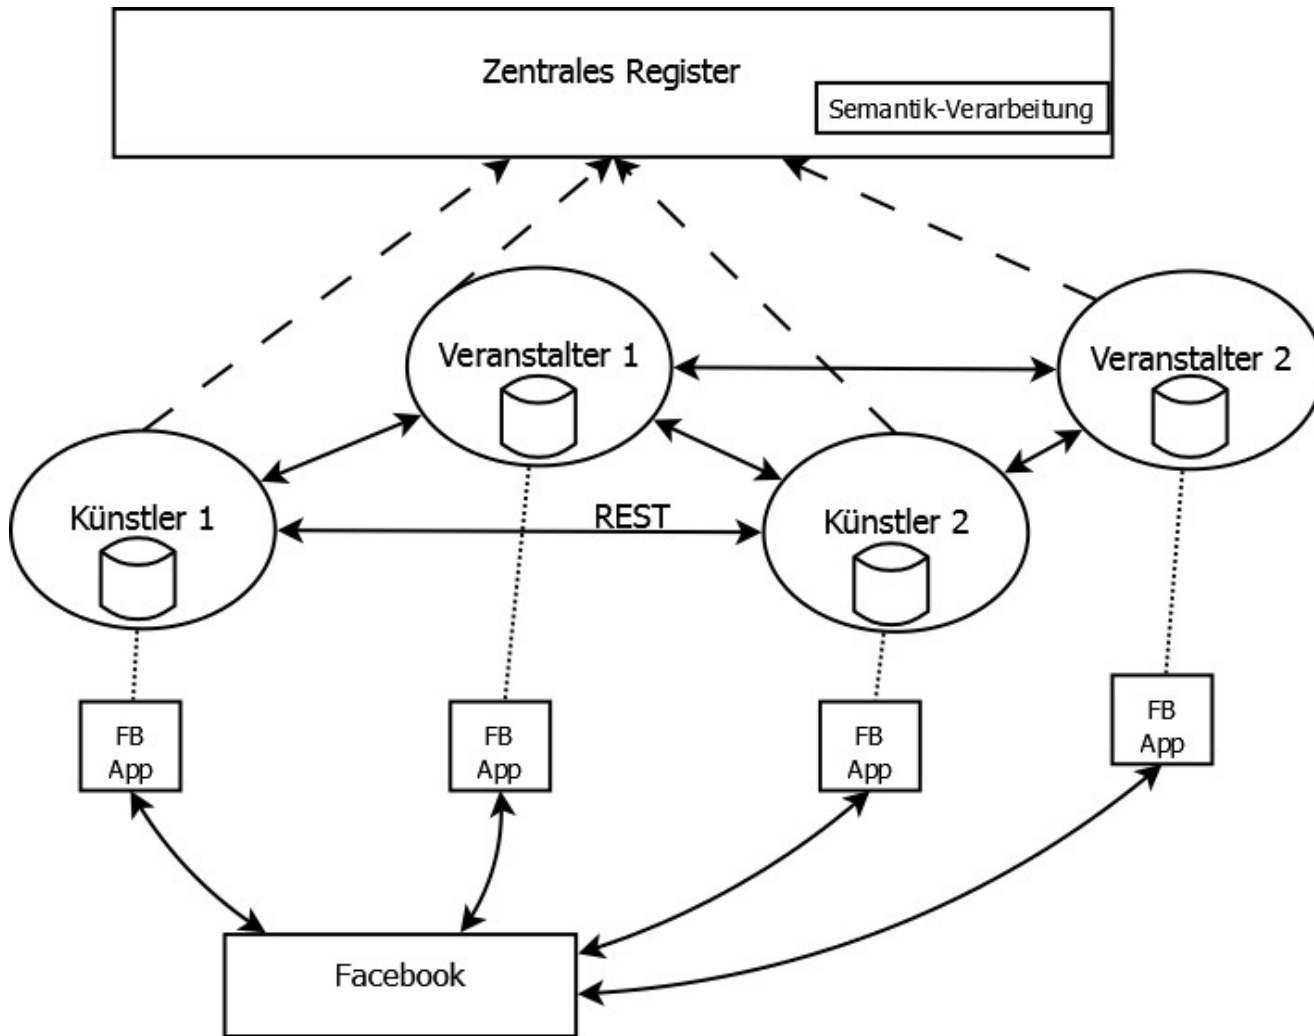 Zentrales Register
Semantik-Verarbeitung
Veranstalter 1
Veranstalter 2
Künstler 1
REST
Künstler 2
FB
App
FB
App
FB
App
FB
App
Facebook